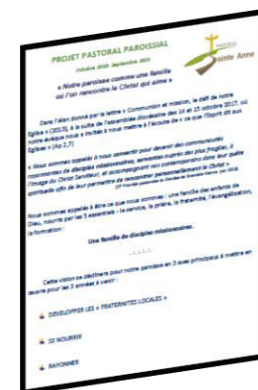 PROJET PASTORAL PAROISSIAL
Octobre 2018- Septembre 2021
Sainte Anne
« Notre paroisse comme une famille
où l'on rencontre le Christ qui aime »
Dans l'élan donné par la lettre « Communion et mission, le défi de notre
Eglise » (2013), à la suite de l'assemblée diocésaine des 14 et 15 octobre 2017, où
notre évêque nous a invités à nous mettre à l'écoute de « ce que l'Esprit dit aux
Eglises » (Ap 2,7)
« Nous sommes appelés à nous convertir pour devenir des communautés
rayonnantes de disciples missionnaires, servantes auprès des plus fragiles, à
l'image du Christ Serviteur, et accompagnant nos contemporains dans leur quête
spirituelle afin de leur permettre de rencontrer personnellement le Christ »
Nous sommes appelés à être ce que nous sommes : une famille des enfants de
Dieu, nourris par les 5 essentiels - le service, la prière, la fraternité, l'évangélisation,
la formation :
Une famille de disciples missionnaires.
- - - - -
Cette vision se déclinera pour notre paroisse en 3 axes principaux à mettre en
œuvre pour les 3 années à venir :
DEVELOPPER LES « FRATERNITES LOCALES »
SE NOURRIR
RAYONNER